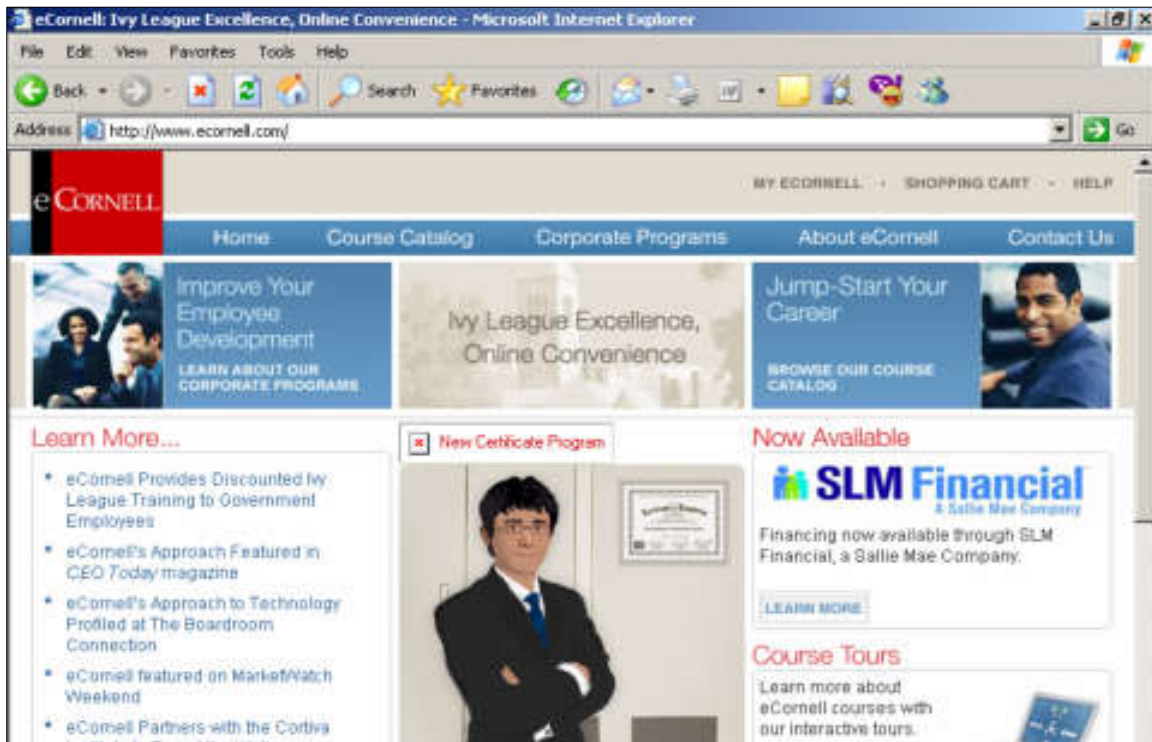 eCornell: Ivy League Excellence, Online Convenience - Microsoft Internet Explorer
File Edit View Favorites Tools Help
Back Search Favorites
Address http://www.ecornell.com/ Go
MY ECORNELL SHOPPING CART HELP
eCORNELL
Home Course Catalog Corporate Programs About eCornell Contact Us
Improve Your
Employee
Development
LEARN ABOUT OUR
CORPORATE PROGRAMS
Ivy League Excellence,
Online Convenience
Jump-Start Your
Career
BROWSE OUR COURSE
CATALOG
Learn More...
• eCornell Provides Discounted Ivy
League Training to Government
Employees
• eCornell's Approach Featured in
CEO Today magazine
• eCornell's Approach to Technology
Profiled at The Boardroom
Connection
• eCornell featured on MarketWatch
Weekend
• eCornell Partners with the Cortiva
New Certificate Program
Now Available
SLM Financial
A Sallie Mae Company
Financing now available through SLM
Financial, a Sallie Mae Company.
LEARN MORE
Course Tours
Learn more about
eCornell courses with
our interactive tours.